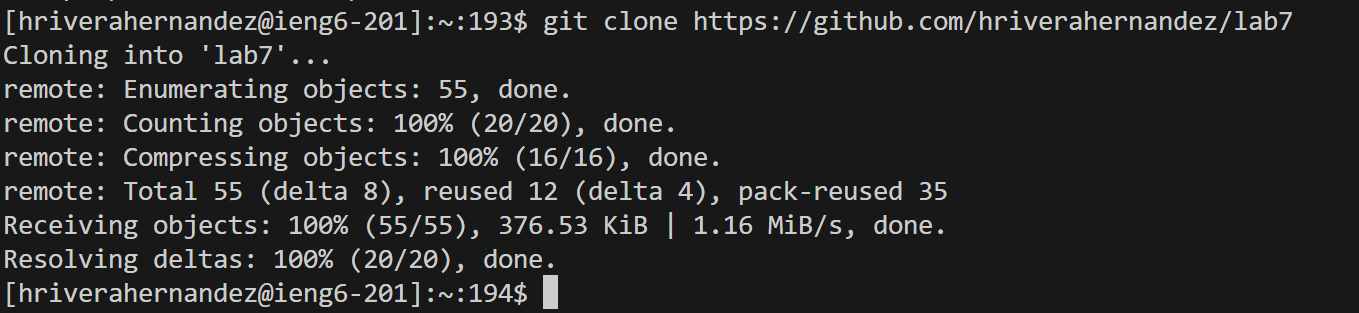 [hriverahernandez@ieng6-201]:~:193$ git clone https://github.com/hriverahernandez/lab7
Cloning into 'lab7'...
remote: Enumerating objects: 55, done.
remote: Counting objects: 100% (20/20), done.
remote: Compressing objects: 100% (16/16), done.
remote: Total 55 (delta 8), reused 12 (delta 4), pack-reused 35
Receiving objects: 100% (55/55), 376.53 KiB | 1.16 MiB/s, done.
Resolving deltas: 100% (20/20), done.
[hriverahernandez@ieng6-201]:~:194$